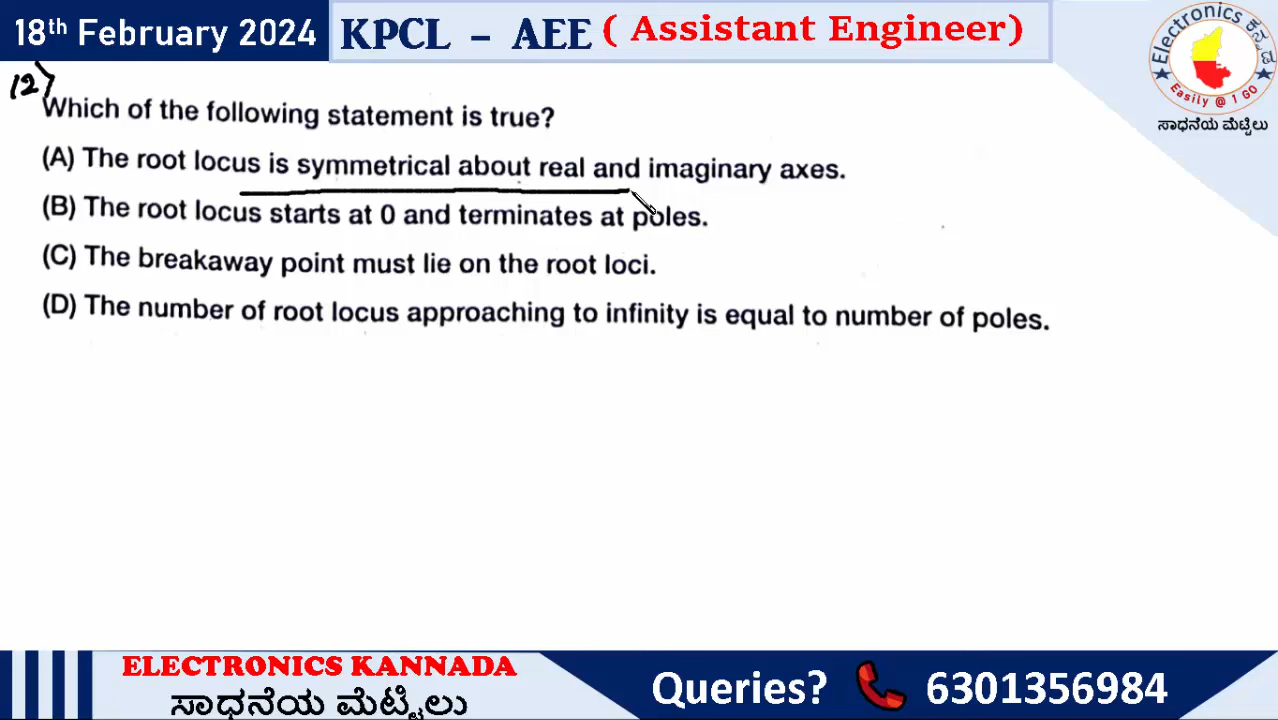 18th February 2024
KPCL - AEE ( Assistant Engineer)
Electronics ಕನ್ನಡ
Easily @ 1 GO
ಸಾಧನೆಯ ಮೆಟ್ಟಿಲು
12)
Which of the following statement is true?
(A) The root locus is symmetrical about real and imaginary axes.
(B) The root locus starts at 0 and terminates at poles.
(C) The breakaway point must lie on the root loci.
(D) The number of root locus approaching to infinity is equal to number of poles.
ELECTRONICS KANNADA
ಸಾಧನೆಯ ಮೆಟ್ಟಿಲು
Queries? 6301356984